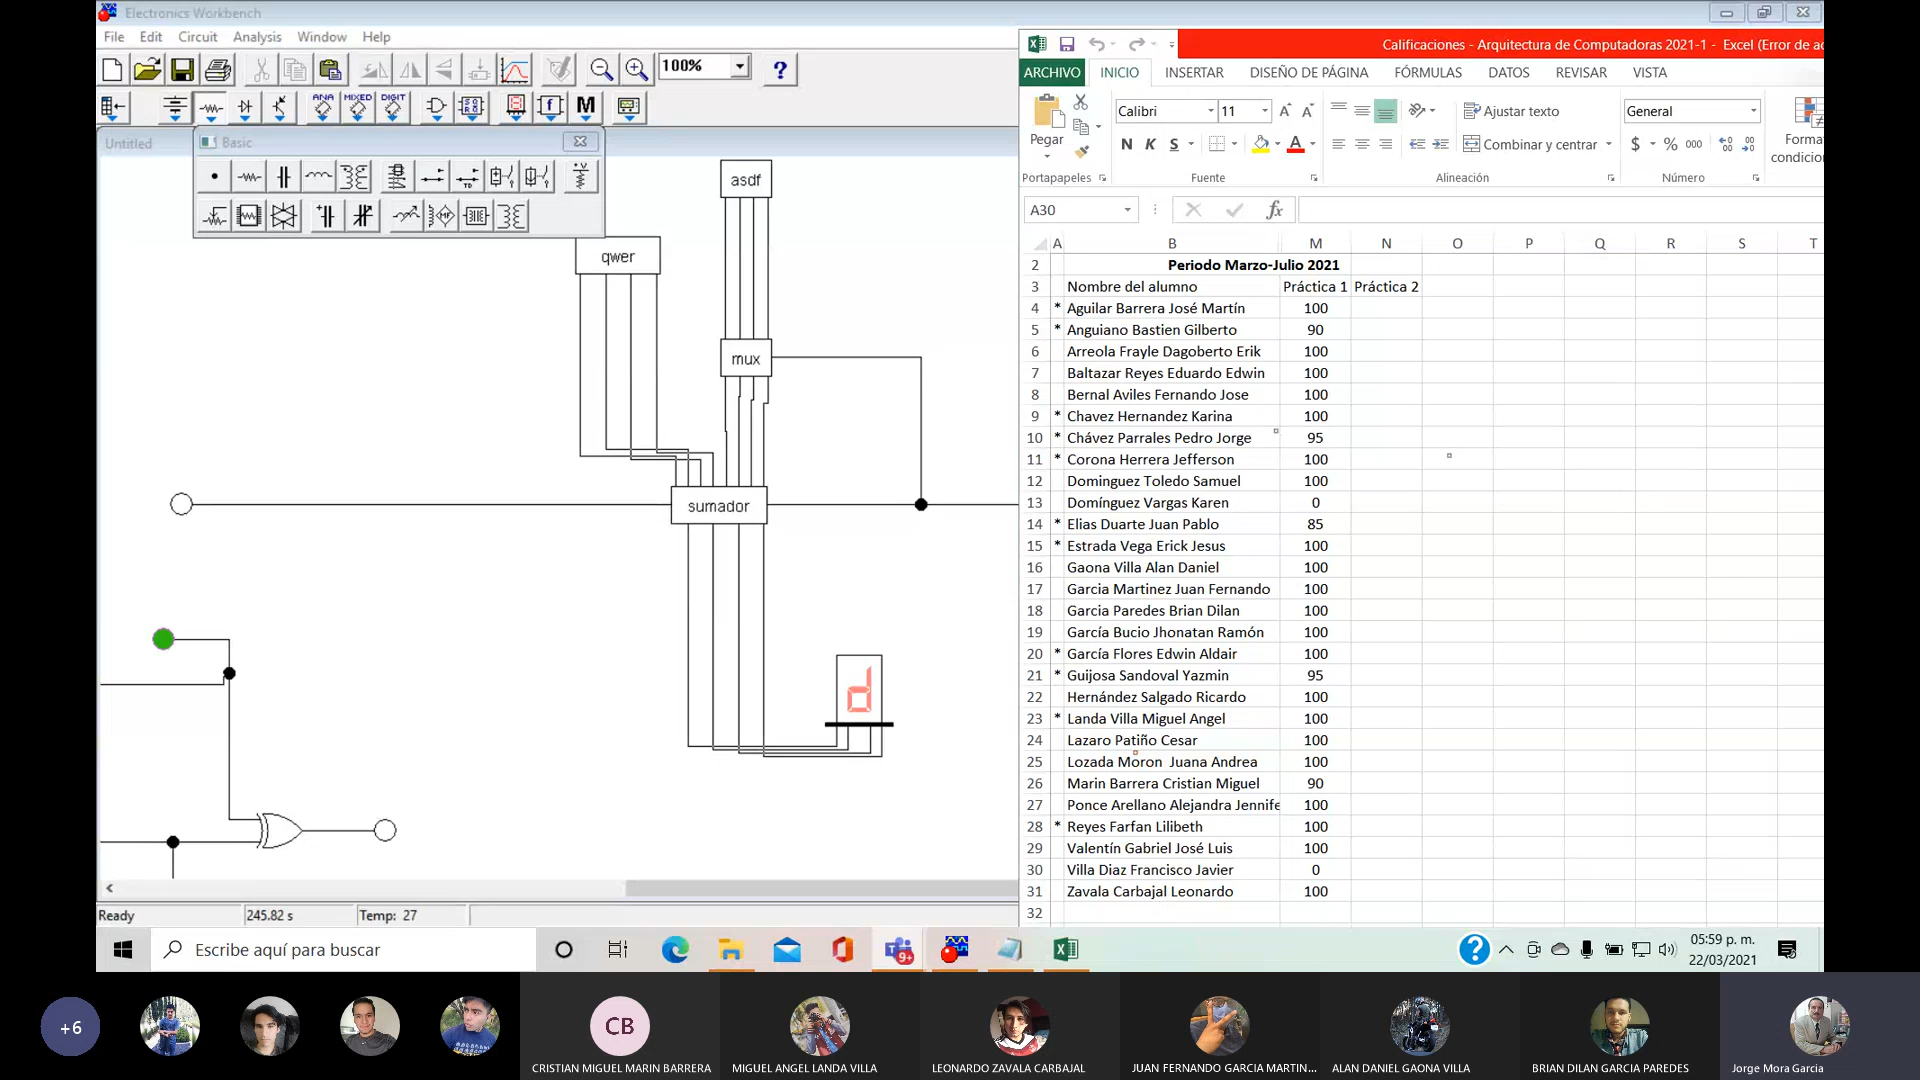 Electronics Workbench
File Edit Circuit Analysis Window Help
100%
?
ANA MIXED DIGIT
M
Untitled
Basic
asdf
qwer
mux
sumador
d
Ready 245.82 s Temp: 27
Calificaciones - Arquitectura de Computadoras 2021-1 - Excel (Error de ac
ARCHIVO INICIO INSERTAR DISEÑO DE PÁGINA FÓRMULAS DATOS REVISAR VISTA
Pegar
Calibri 11
N K S
Ajustar texto
Combinar y centrar
General
$ % 000
Forma
condicion
Portapapeles Fuente Alineación Número
A30
fx
A B M N O P Q R S T
2 Periodo Marzo-Julio 2021
3 Nombre del alumno Práctica 1 Práctica 2
4 * Aguilar Barrera José Martín 100
5 * Anguiano Bastien Gilberto 90
6 Arreola Frayle Dagoberto Erik 100
7 Baltazar Reyes Eduardo Edwin 100
8 Bernal Aviles Fernando Jose 100
9 * Chavez Hernandez Karina 100
10 * Chávez Parrales Pedro Jorge 95
11 * Corona Herrera Jefferson 100
12 Dominguez Toledo Samuel 100
13 Domínguez Vargas Karen 0
14 * Elias Duarte Juan Pablo 85
15 * Estrada Vega Erick Jesus 100
16 Gaona Villa Alan Daniel 100
17 Garcia Martinez Juan Fernando 100
18 Garcia Paredes Brian Dilan 100
19 García Bucio Jhonatan Ramón 100
20 * García Flores Edwin Aldair 100
21 * Guijosa Sandoval Yazmin 95
22 Hernández Salgado Ricardo 100
23 * Landa Villa Miguel Angel 100
24 Lazaro Patiño Cesar 100
25 Lozada Moron Juana Andrea 100
26 Marin Barrera Cristian Miguel 90
27 Ponce Arellano Alejandra Jennife 100
28 * Reyes Farfan Lilibeth 100
29 Valentín Gabriel José Luis 100
30 Villa Diaz Francisco Javier 0
31 Zavala Carbajal Leonardo 100
32
Escribe aquí para buscar
9+
?
05:59 p. m.
22/03/2021
+6
CB
CRISTIAN MIGUEL MARIN BARRERA
MIGUEL ANGEL LANDA VILLA
LEONARDO ZAVALA CARBAJAL
JUAN FERNANDO GARCIA MARTIN...
ALAN DANIEL GAONA VILLA
BRIAN DILAN GARCIA PAREDES
Jorge Mora Garcia